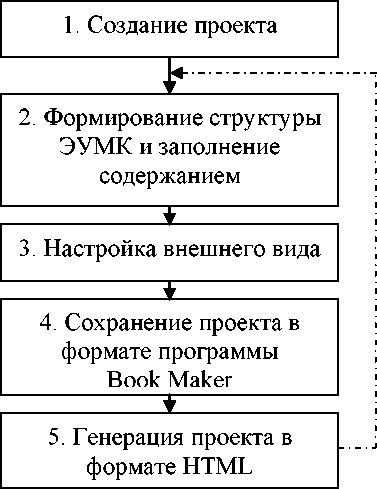 1. Создание проекта
2. Формирование структуры
ЭУМК и заполнение
содержанием
3. Настройка внешнего вида
4. Сохранение проекта в
формате программы
Book Maker
5. Генерация проекта в
формате HTML